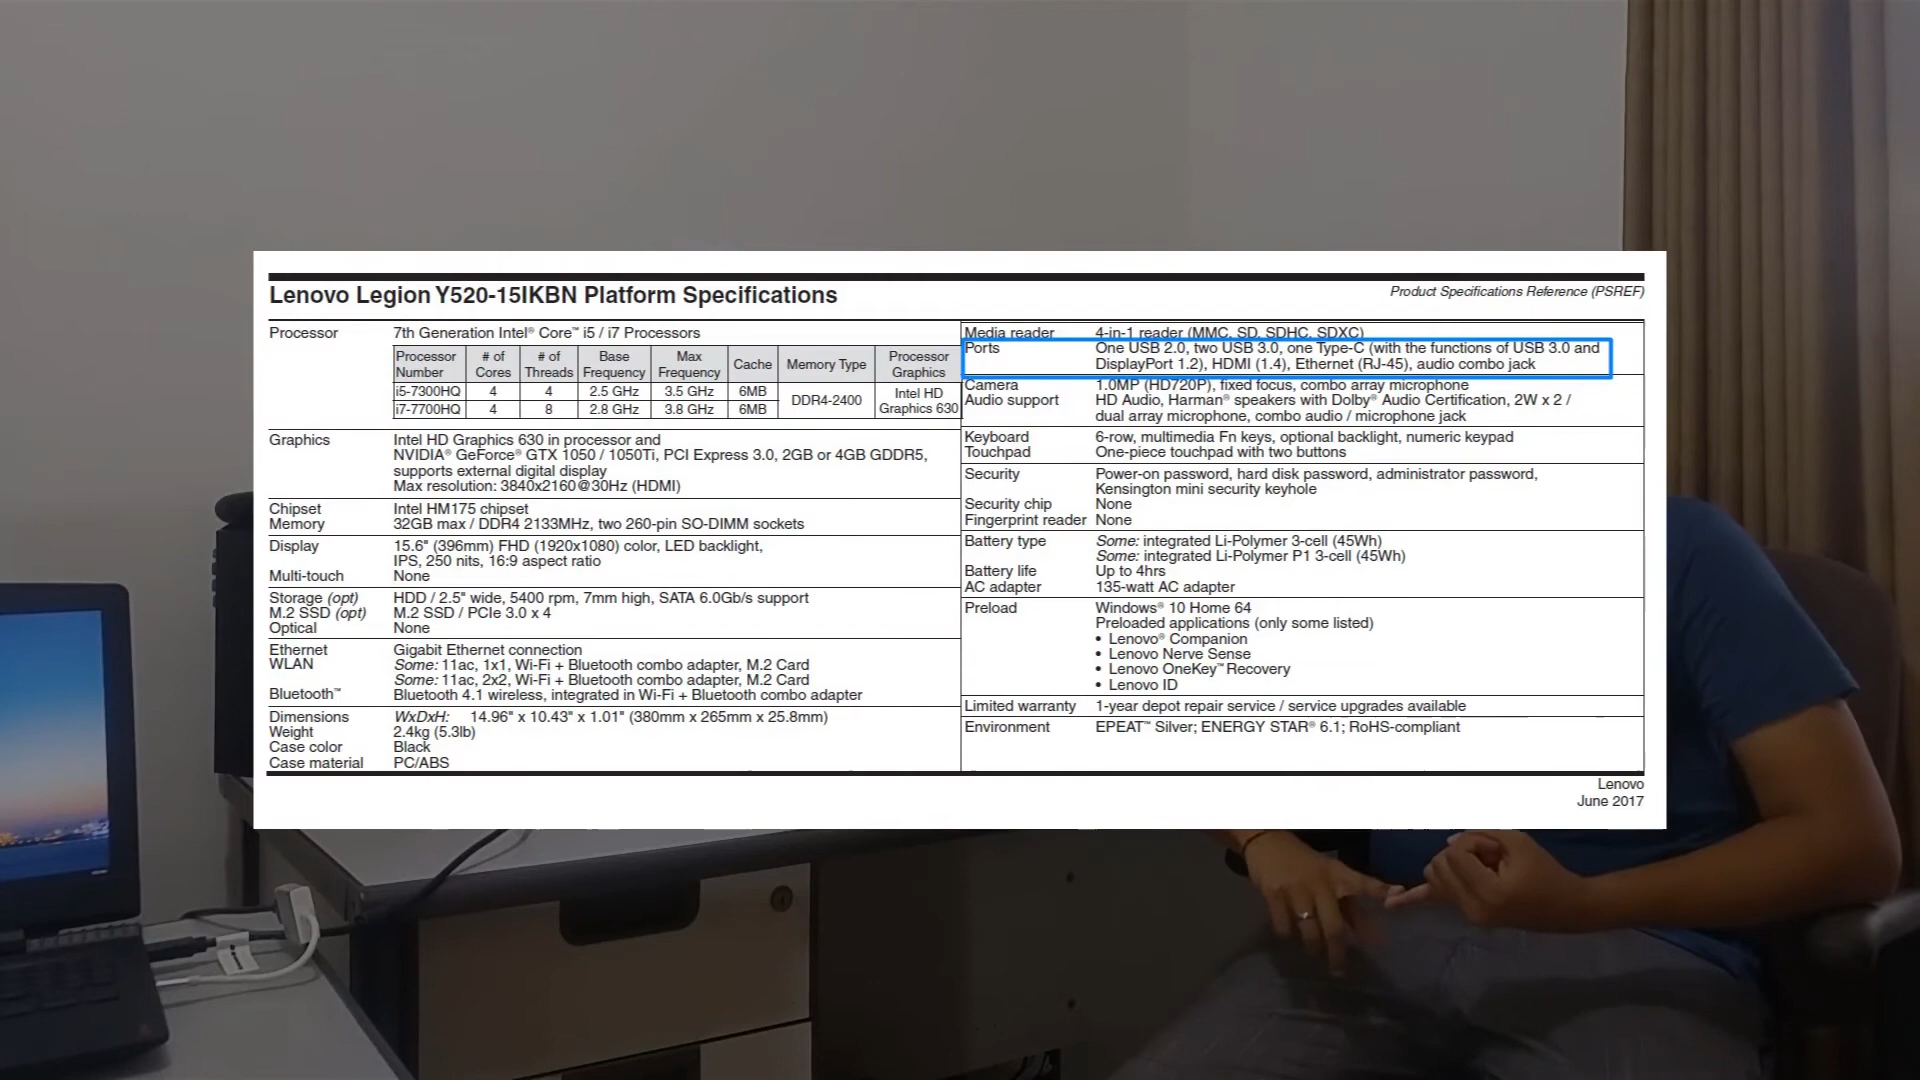 Lenovo Legion Y520-15IKBN Platform Specifications
Product Specifications Reference (PSREF)
Processor 7th Generation Intel® Core™ i5 / i7 Processors
Processor Number # of Cores # of Threads Base Frequency Max Frequency Cache Memory Type Processor Graphics
i5-7300HQ 4 4 2.5 GHz 3.5 GHz 6MB DDR4-2400 Intel HD Graphics 630
i7-7700HQ 4 8 2.8 GHz 3.8 GHz 6MB
Graphics Intel HD Graphics 630 in processor and
NVIDIA® GeForce® GTX 1050 / 1050Ti, PCI Express 3.0, 2GB or 4GB GDDR5,
supports external digital display
Max resolution: 3840x2160@30Hz (HDMI)
Chipset Intel HM175 chipset
Memory 32GB max / DDR4 2133MHz, two 260-pin SO-DIMM sockets
Display 15.6" (396mm) FHD (1920x1080) color, LED backlight,
IPS, 250 nits, 16:9 aspect ratio
Multi-touch None
Storage (opt) HDD / 2.5" wide, 5400 rpm, 7mm high, SATA 6.0Gb/s support
M.2 SSD (opt) M.2 SSD / PCIe 3.0 x 4
Optical None
Ethernet Gigabit Ethernet connection
WLAN Some: 11ac, 1x1, Wi-Fi + Bluetooth combo adapter, M.2 Card
Some: 11ac, 2x2, Wi-Fi + Bluetooth combo adapter, M.2 Card
Bluetooth™ Bluetooth 4.1 wireless, integrated in Wi-Fi + Bluetooth combo adapter
Dimensions WxDxH: 14.96" x 10.43" x 1.01" (380mm x 265mm x 25.8mm)
Weight 2.4kg (5.3lb)
Case color Black
Case material PC/ABS
Media reader 4-in-1 reader (MMC, SD, SDHC, SDXC)
Ports One USB 2.0, two USB 3.0, one Type-C (with the functions of USB 3.0 and
DisplayPort 1.2), HDMI (1.4), Ethernet (RJ-45), audio combo jack
Camera 1.0MP (HD720P), fixed focus, combo array microphone
Audio support HD Audio, Harman® speakers with Dolby® Audio Certification, 2W x 2 /
dual array microphone, combo audio / microphone jack
Keyboard 6-row, multimedia Fn keys, optional backlight, numeric keypad
Touchpad One-piece touchpad with two buttons
Security Power-on password, hard disk password, administrator password,
Kensington mini security keyhole
Security chip None
Fingerprint reader None
Battery type Some: integrated Li-Polymer 3-cell (45Wh)
Some: integrated Li-Polymer P1 3-cell (45Wh)
Battery life Up to 4hrs
AC adapter 135-watt AC adapter
Preload Windows® 10 Home 64
Preloaded applications (only some listed)
• Lenovo® Companion
• Lenovo Nerve Sense
• Lenovo OneKey™ Recovery
• Lenovo ID
Limited warranty 1-year depot repair service / service upgrades available
Environment EPEAT™ Silver; ENERGY STAR® 6.1; RoHS-compliant
Lenovo
June 2017